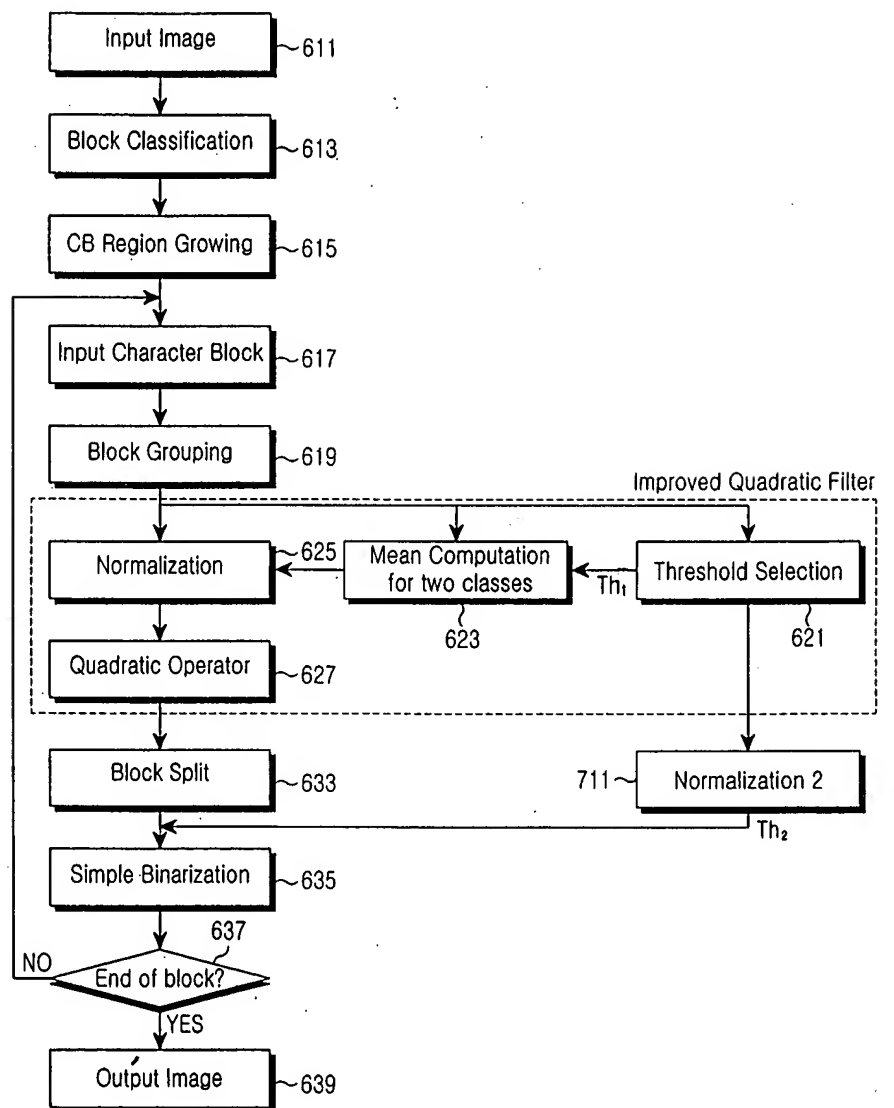 Input Image
611
Block Classification
613
CB Region Growing
615
Input Character Block
617
Block Grouping
619
Improved Quadratic Filter
Normalization
625
Mean Computation
for two classes
623
Th₁
Threshold Selection
621
Quadratic Operator
627
Block Split
633
711
Normalization 2
Th₂
Simple Binarization
635
637
NO
End of block?
YES
Output Image
639